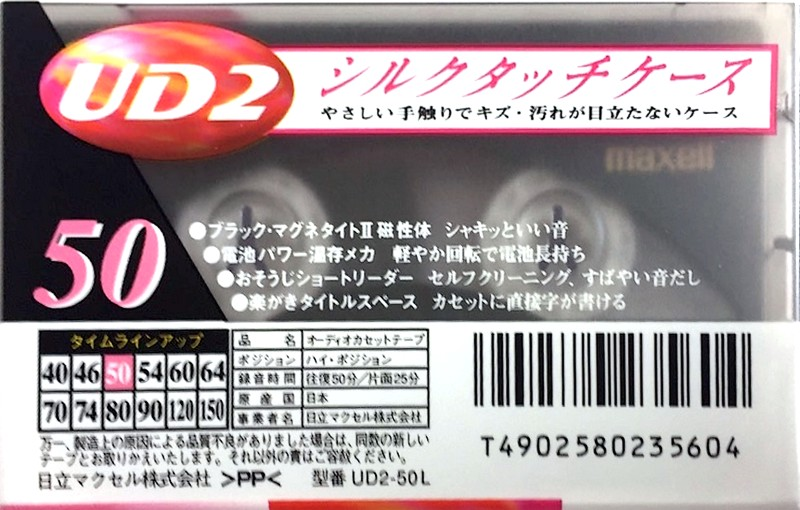 UD2
シルクタッチケース
やさしい手触りでキズ・汚れが目立たないケース
maxell
50
●ブラック・マグネタイトII磁性体 シャキッといい音
●電池パワー温存メカ 軽やか回転で電池長持ち
●おそうじショートリーダー セルフクリーニング、すばやい音だし
●楽がきタイトルスペース カセットに直接字が書ける
タイムラインアップ
40 46 50 54 60 64
70 74 80 90 120 150
品名 オーディオカセットテープ
ポジション ハイ・ポジション
録音時間 往復50分/片面25分
原産国 日本
事業者名 日立マクセル株式会社
万一、製造上の原因による品質不良がありました場合は、同数の新しい
テープとお取りかえいたします。それ以外の責はご容赦ください。
日立マクセル株式会社 >PP< 型番 UD2-50L
T4902580235604